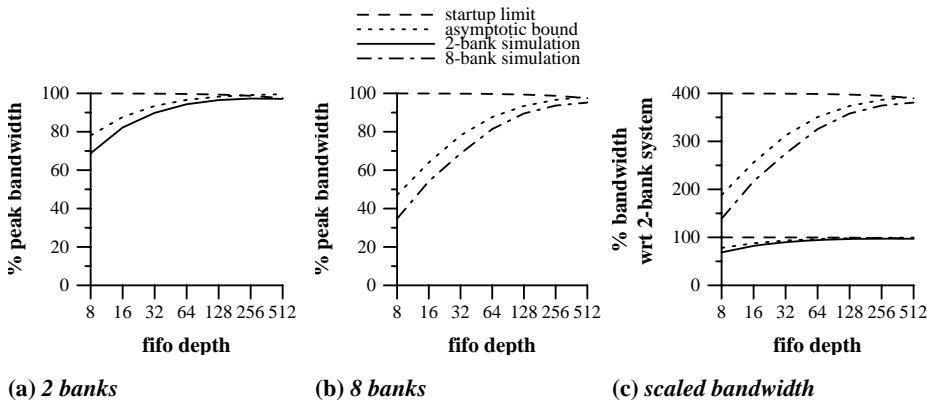 startup limit
asymptotic bound
2-bank simulation
8-bank simulation
% peak bandwidth
100
80
60
40
20
0
8 16 32 64 128 256 512
fifo depth
(a) 2 banks
% peak bandwidth
100
80
60
40
20
0
8 16 32 64 128 256 512
fifo depth
(b) 8 banks
% bandwidth
wrt 2-bank system
400
300
200
100
0
8 16 32 64 128 256 512
fifo depth
(c) scaled bandwidth